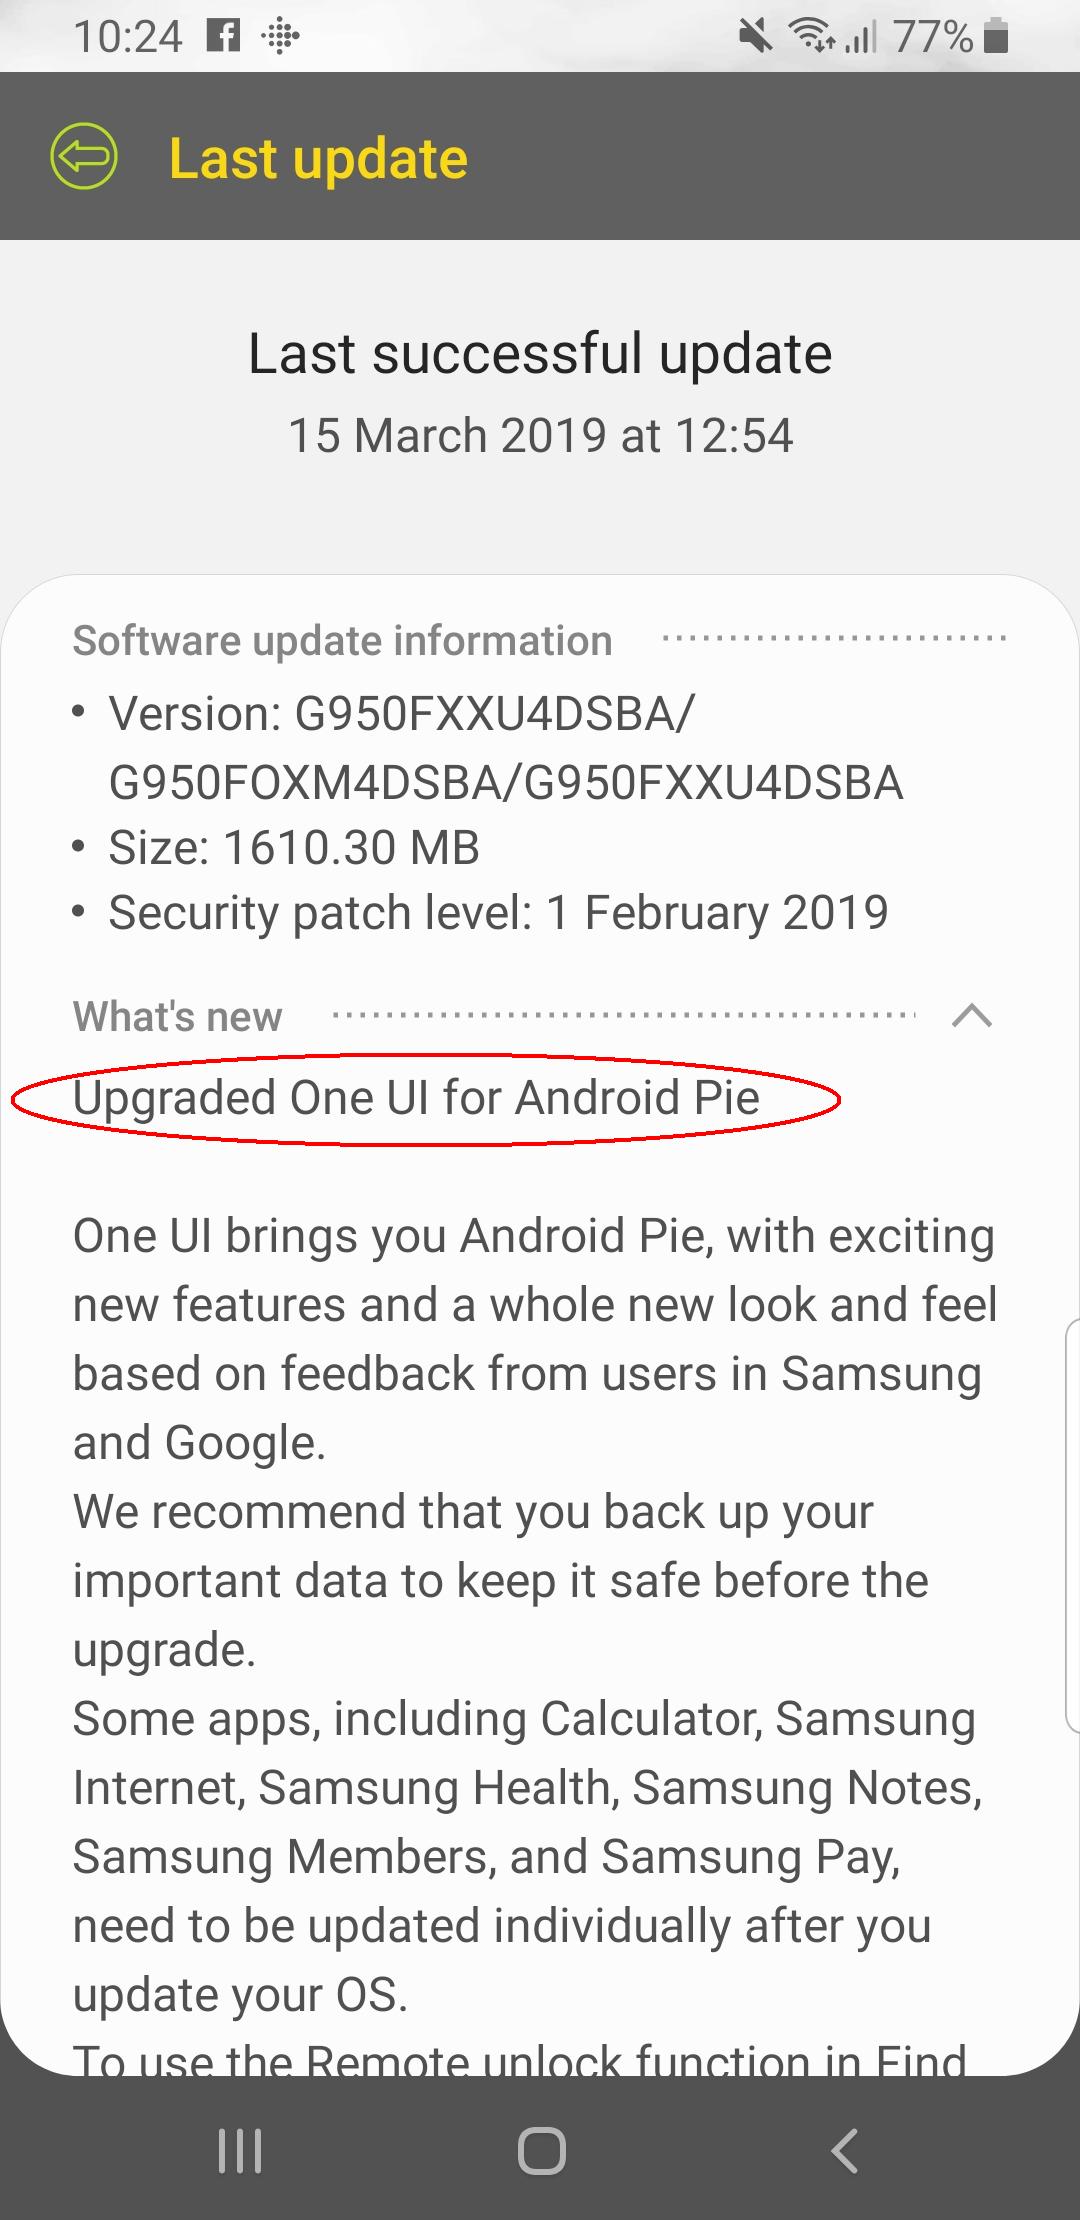 10:24 77%
Last update
Last successful update
15 March 2019 at 12:54
Software update information
• Version: G950FXXU4DSBA/
G950FOXM4DSBA/G950FXXU4DSBA
• Size: 1610.30 MB
• Security patch level: 1 February 2019
What's new
Upgraded One UI for Android Pie
One UI brings you Android Pie, with exciting
new features and a whole new look and feel
based on feedback from users in Samsung
and Google.
We recommend that you back up your
important data to keep it safe before the
upgrade.
Some apps, including Calculator, Samsung
Internet, Samsung Health, Samsung Notes,
Samsung Members, and Samsung Pay,
need to be updated individually after you
update your OS.
To use the Remote unlock function in Find